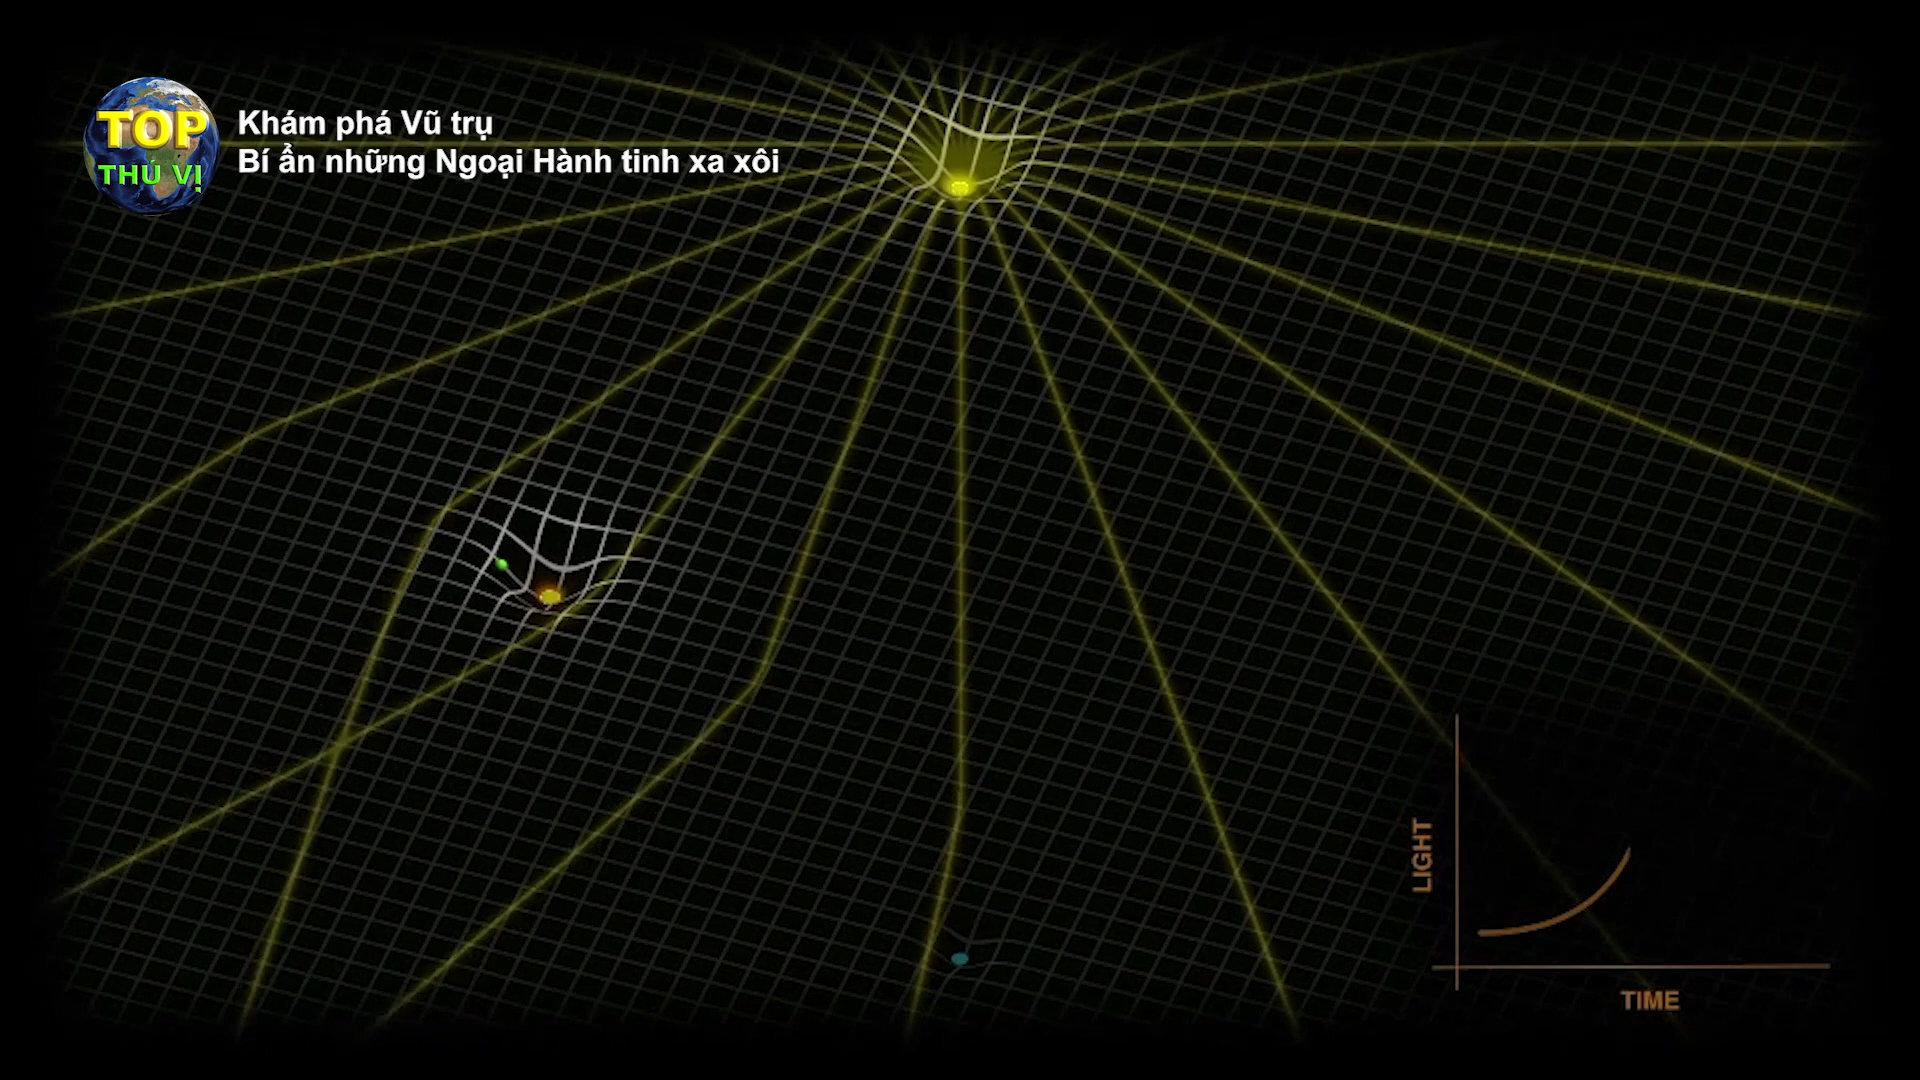 TOP
THÚ VỊ
Khám phá Vũ trụ
Bí ẩn những Ngoại Hành tinh xa xôi
LIGHT
TIME